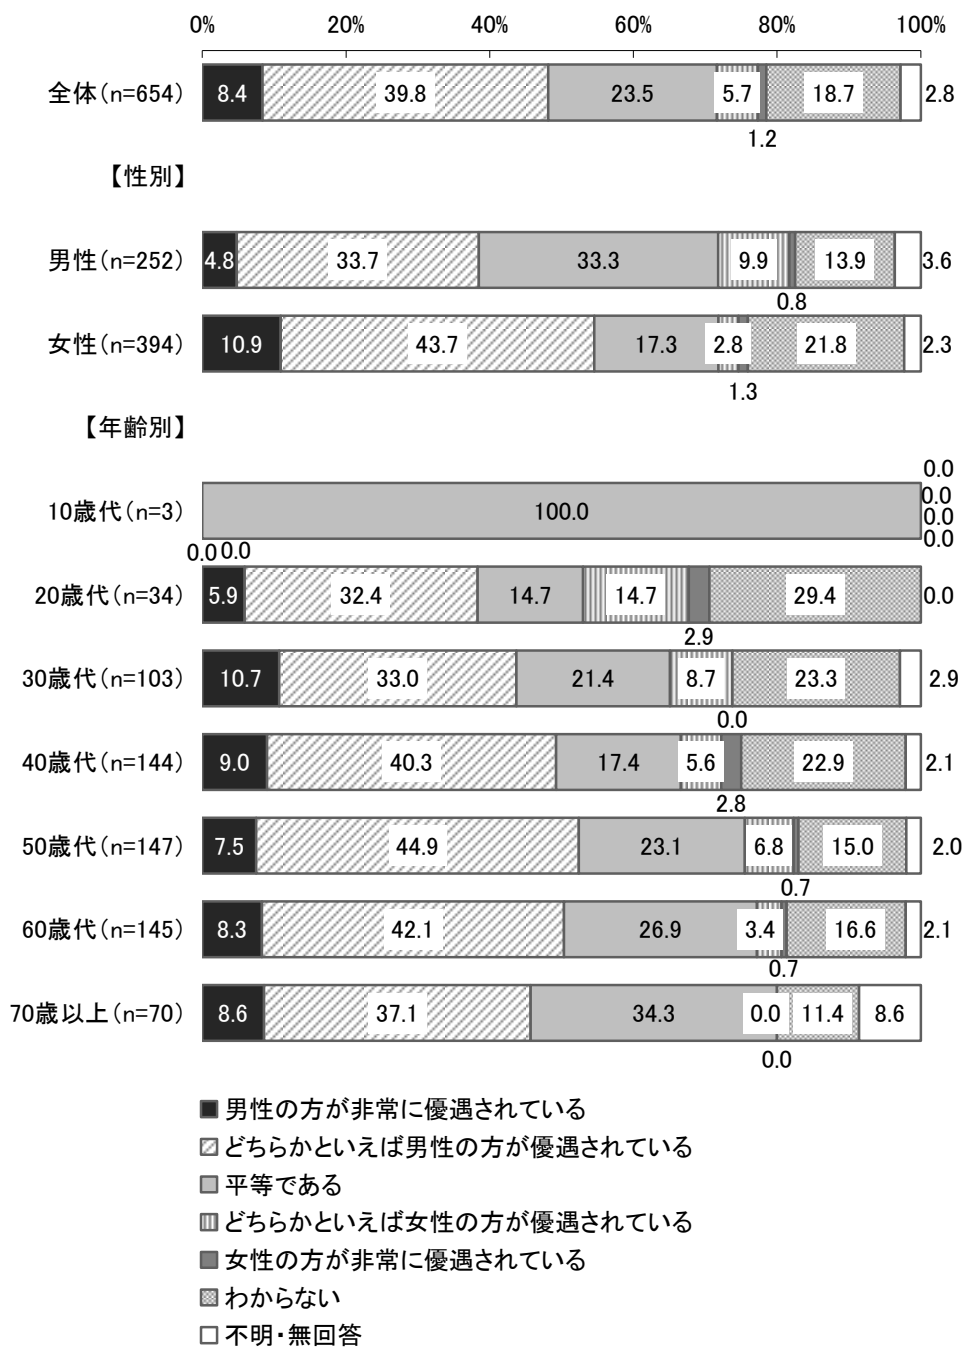 0% 20% 40% 60% 80% 100%
全体(n=654) 8.4 39.8 23.5 5.7 18.7 2.8
1.2
【性別】
男性(n=252) 4.8 33.7 33.3 9.9 13.9 3.6
0.8
女性(n=394) 10.9 43.7 17.3 2.8 21.8 2.3
1.3
【年齢別】
0.0
10歳代(n=3) 100.0 0.0
0.0
0.0
0.0 0.0
20歳代(n=34) 5.9 32.4 14.7 14.7 29.4 0.0
2.9
30歳代(n=103) 10.7 33.0 21.4 8.7 23.3 2.9
0.0
40歳代(n=144) 9.0 40.3 17.4 5.6 22.9 2.1
2.8
50歳代(n=147) 7.5 44.9 23.1 6.8 15.0 2.0
0.7
60歳代(n=145) 8.3 42.1 26.9 3.4 16.6 2.1
0.7
70歳以上(n=70) 8.6 37.1 34.3 0.0 11.4 8.6
0.0
男性の方が非常に優遇されている
どちらかといえば男性の方が優遇されている
平等である
どちらかといえば女性の方が優遇されている
女性の方が非常に優遇されている
わからない
不明・無回答